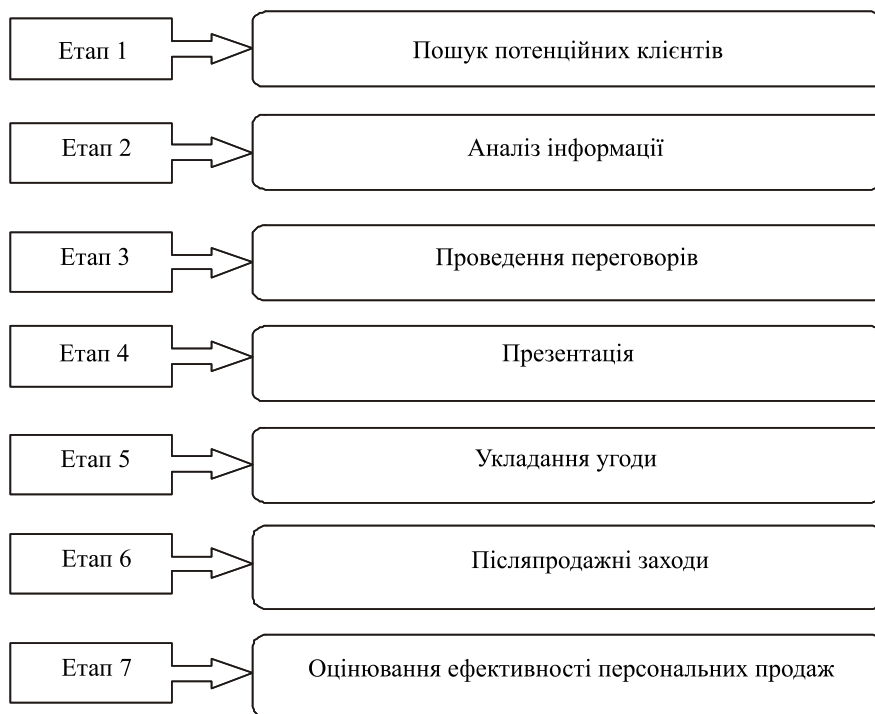 Етап 1
Пошук потенційних клієнтів
Етап 2
Аналіз інформації
Етап 3
Проведення переговорів
Етап 4
Презентація
Етап 5
Укладання угоди
Етап 6
Післяпродажні заходи
Етап 7
Оцінювання ефективності персональних продаж